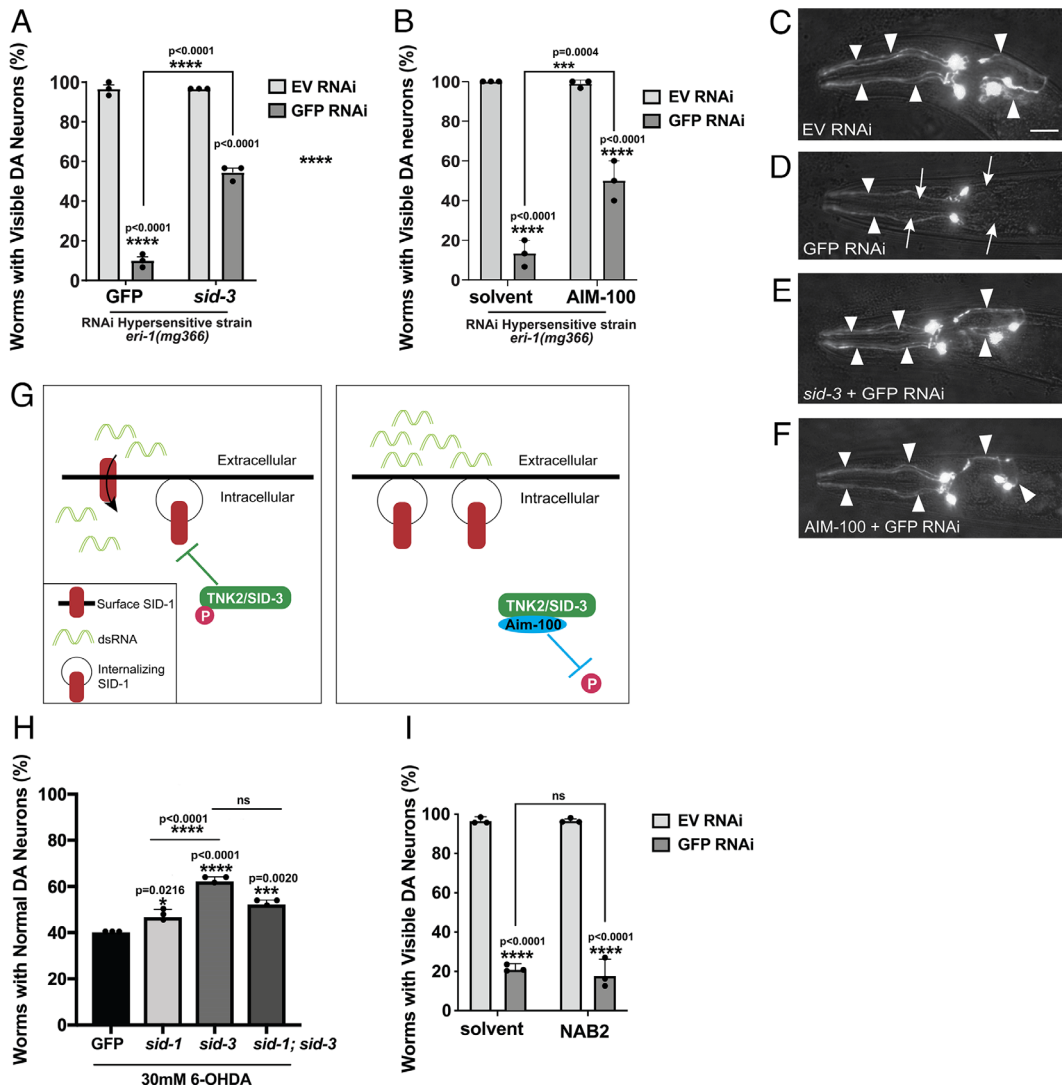 A
Worms with Visible DA Neurons (%)
p<0.0001
****
100
80
60
40
20
0
p<0.0001
****
p<0.0001
****
EV RNAi
GFP RNAi
GFP
sid-3
RNAi Hypersensitive strain
eri-1(mg366)
B
Worms with Visible DA Neurons (%)
p=0.0004
***
100
80
60
40
20
0
p<0.0001
****
p<0.0001
****
EV RNAi
GFP RNAi
solvent
AIM-100
RNAi Hypersensitive strain
eri-1(mg366)
C
EV RNAi
D
GFP RNAi
E
sid-3 + GFP RNAi
F
AIM-100 + GFP RNAi
G
Extracellular
Intracellular
TNK2/SID-3
P
Surface SID-1
dsRNA
Internalizing
SID-1
Extracellular
Intracellular
TNK2/SID-3
Aim-100
P
H
Worms with Normal DA Neurons (%)
100
80
60
40
20
0
ns
p<0.0001
****
p=0.0216
*
p<0.0001
****
p=0.0020
***
GFP
sid-1
sid-3
sid-1; sid-3
30mM 6-OHDA
I
Worms with Visible DA Neurons (%)
ns
100
80
60
40
20
0
p<0.0001
****
p<0.0001
****
EV RNAi
GFP RNAi
solvent
NAB2